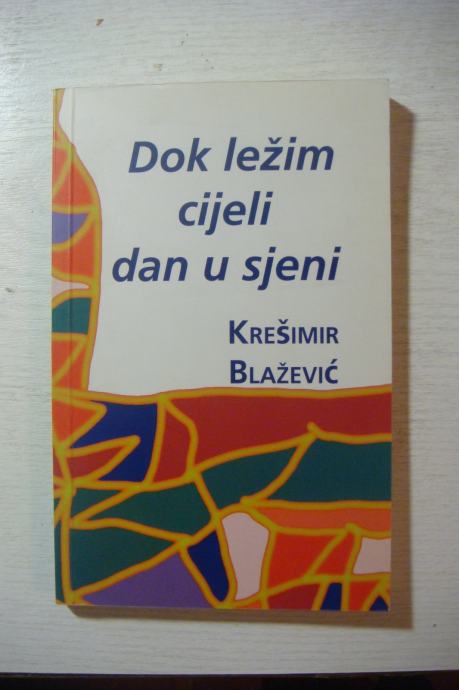 Dok ležim
cijeli
dan u sjeni
KREŠIMIR
BLAŽEVIĆ